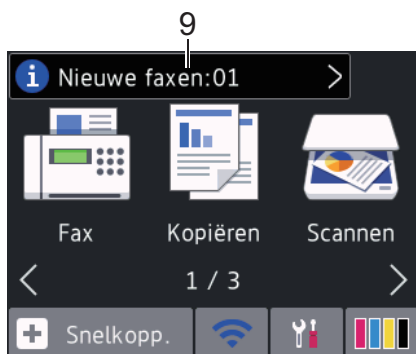 9
i Nieuwe faxen:01 >
Fax Kopiëren Scannen
< 1 / 3 >
+ Snelkopp.